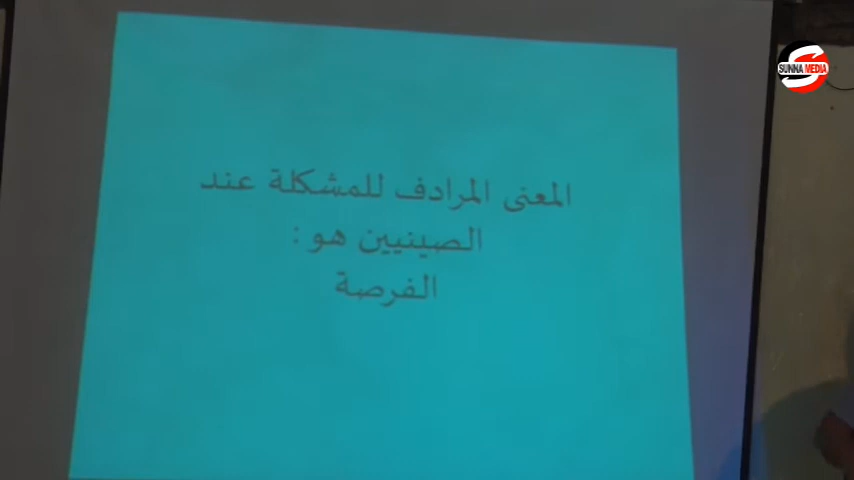 SUNNA MEDIA
المعنى المرادف للمشكلة عند
الصينيين هو :
الفرصة